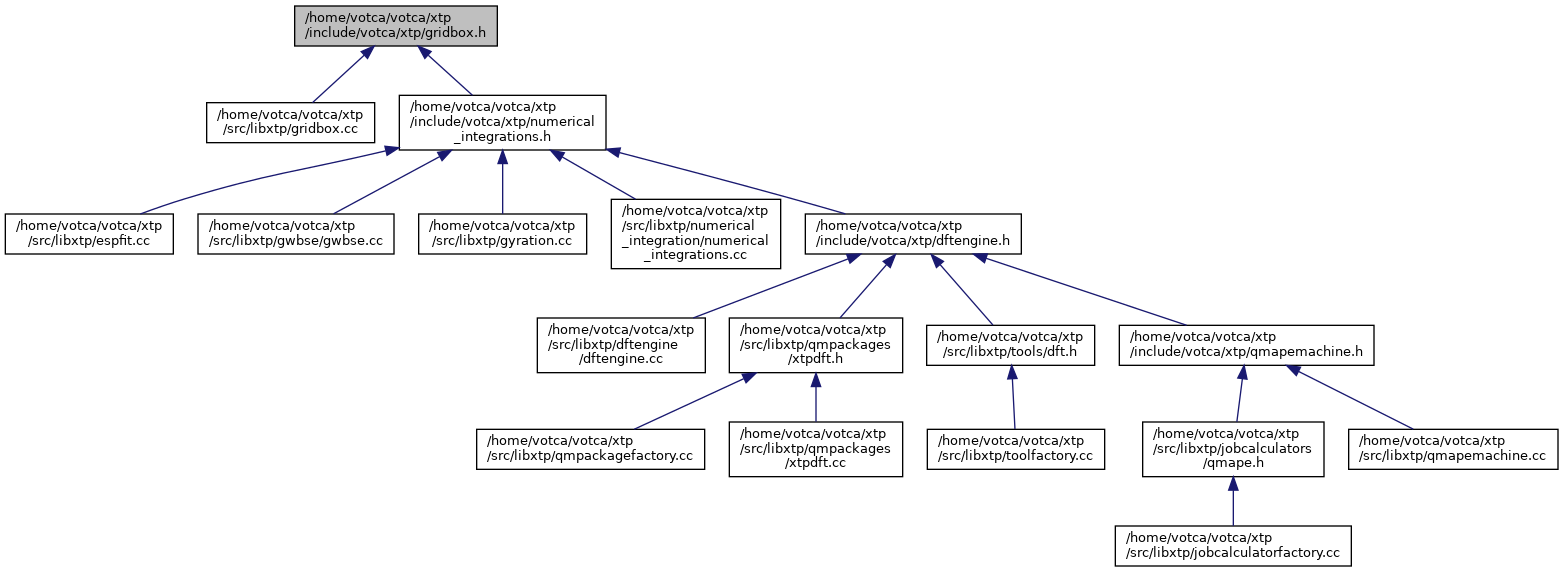 /home/votca/votca/xtp
/include/votca/xtp/gridbox.h
/home/votca/votca/xtp
/src/libxtp/gridbox.cc
/home/votca/votca/xtp
/include/votca/xtp/numerical
_integrations.h
/home/votca/votca/xtp
/src/libxtp/espfit.cc
/home/votca/votca/xtp
/src/libxtp/gwbse/gwbse.cc
/home/votca/votca/xtp
/src/libxtp/gyration.cc
/home/votca/votca/xtp
/src/libxtp/numerical
_integration/numerical
_integrations.cc
/home/votca/votca/xtp
/include/votca/xtp/dftengine.h
/home/votca/votca/xtp
/src/libxtp/dftengine
/dftengine.cc
/home/votca/votca/xtp
/src/libxtp/qmpackages
/xtpdft.h
/home/votca/votca/xtp
/src/libxtp/tools/dft.h
/home/votca/votca/xtp
/include/votca/xtp/qmapemachine.h
/home/votca/votca/xtp
/src/libxtp/qmpackagefactory.cc
/home/votca/votca/xtp
/src/libxtp/qmpackages
/xtpdft.cc
/home/votca/votca/xtp
/src/libxtp/toolfactory.cc
/home/votca/votca/xtp
/src/libxtp/jobcalculators
/qmape.h
/home/votca/votca/xtp
/src/libxtp/qmapemachine.cc
/home/votca/votca/xtp
/src/libxtp/jobcalculatorfactory.cc